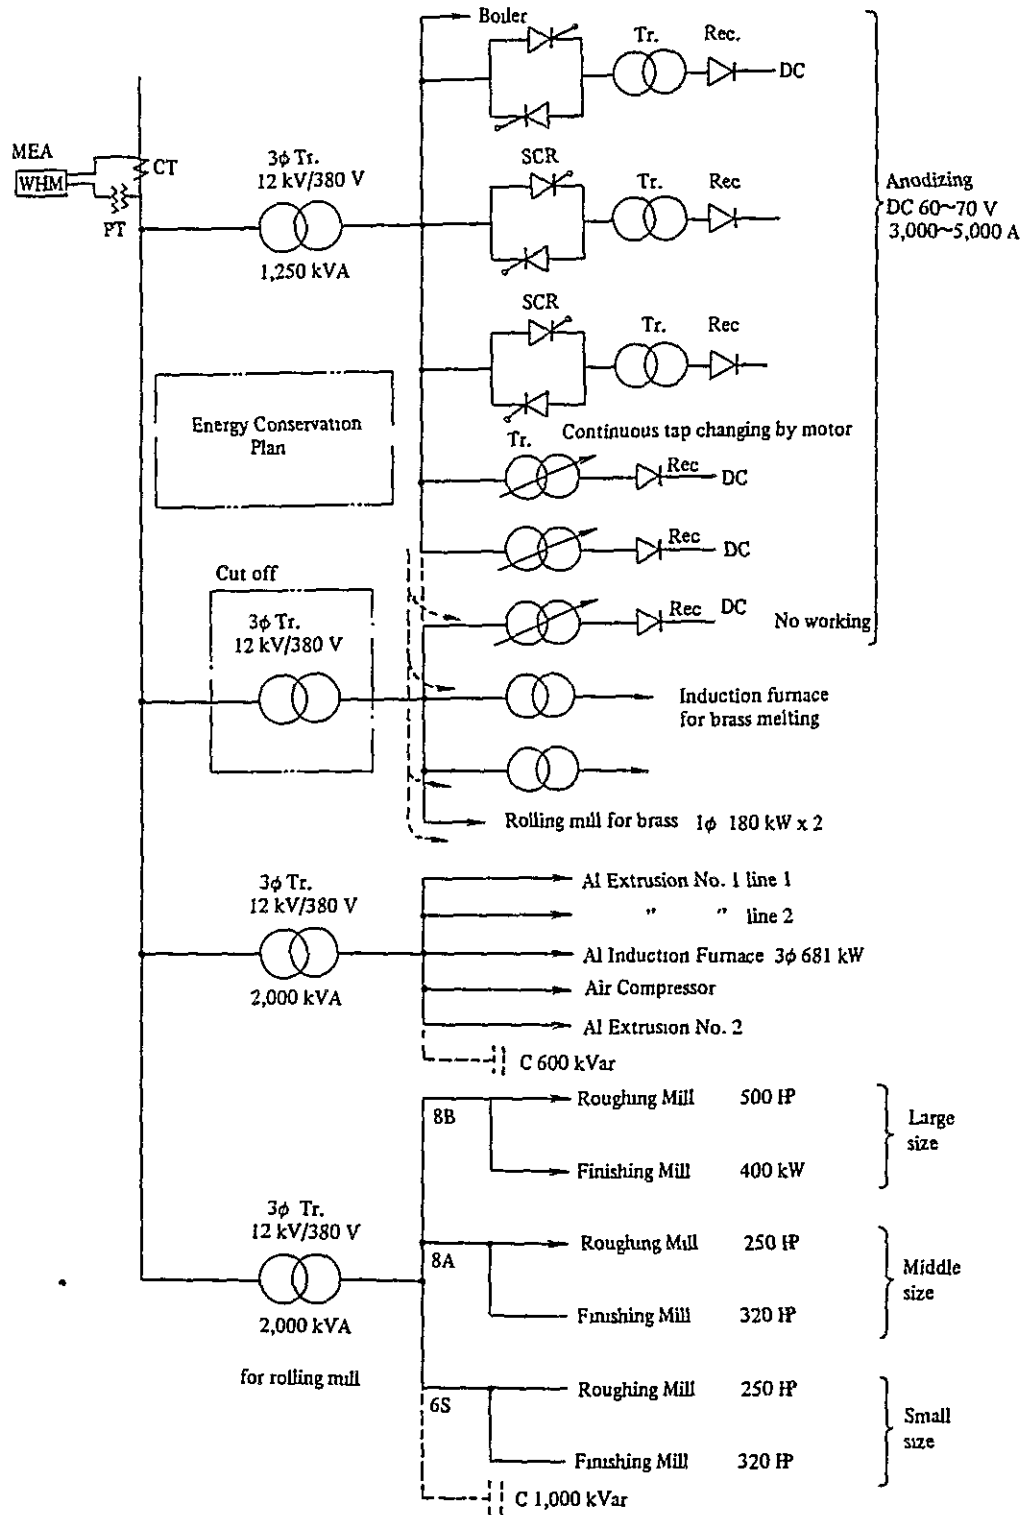 Boiler
Tr.
Rec.
DC
MEA
WHM
CT
PT
3φ Tr.
12 kV/380 V
1,250 kVA
SCR
Tr.
Rec
Anodizing
DC 60~70 V
3,000~5,000 A
SCR
Tr.
Rec
Energy Conservation
Plan
Tr.
Continuous tap changing by motor
Rec
DC
Rec
DC
Cut off
3φ Tr.
12 kV/380 V
Rec
DC
No working
Induction furnace
for brass melting
Rolling mill for brass 1φ 180 kW x 2
3φ Tr.
12 kV/380 V
2,000 kVA
Al Extrusion No. 1 line 1
" " line 2
Al Induction Furnace 3φ 681 kW
Air Compressor
Al Extrusion No. 2
C 600 kVar
8B
Roughing Mill 500 HP
Finishing Mill 400 kW
Large
size
3φ Tr.
12 kV/380 V
2,000 kVA
for rolling mill
8A
Roughing Mill 250 HP
Finishing Mill 320 HP
Middle
size
6S
Roughing Mill 250 HP
Finishing Mill 320 HP
Small
size
C 1,000 kVar